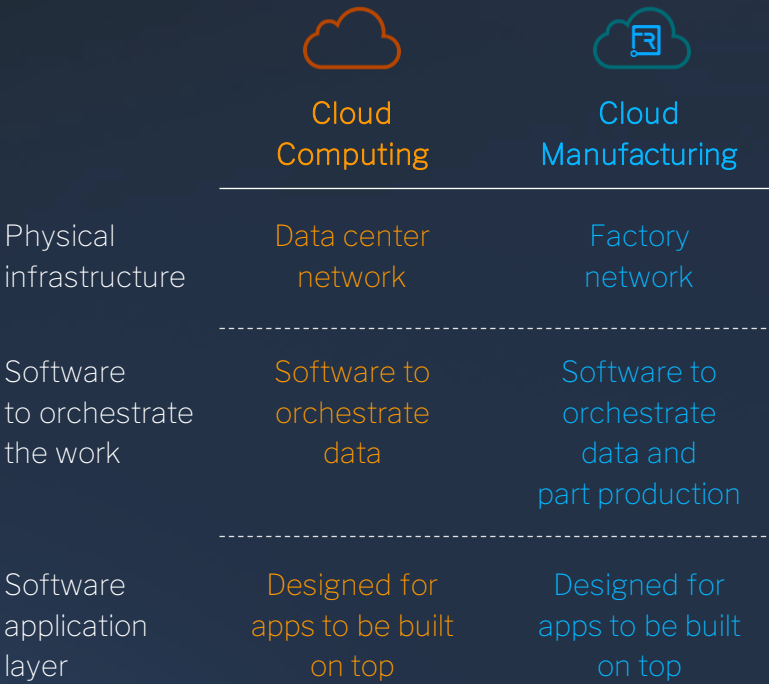 FR
Cloud
Computing
Cloud
Manufacturing
Physical
infrastructure
Data center
network
Factory
network
Software
to orchestrate
the work
Software to
orchestrate
data
Software to
orchestrate
data and
part production
Software
application
layer
Designed for
apps to be built
on top
Designed for
apps to be built
on top